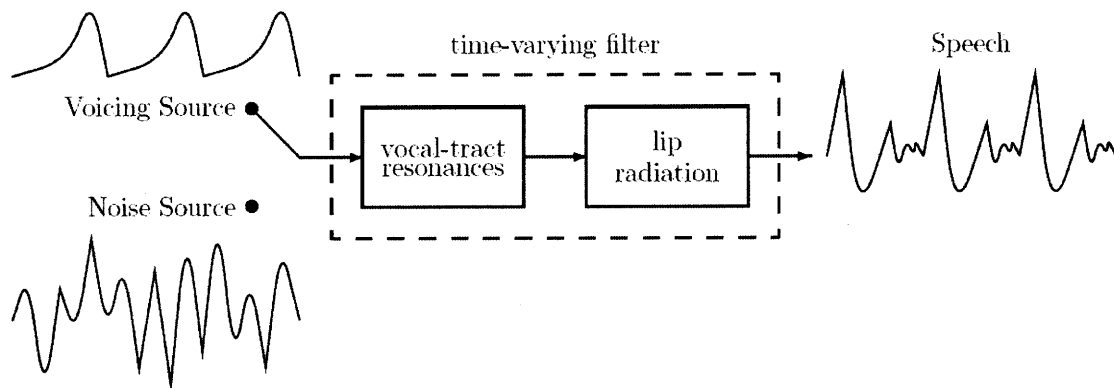 time-varying filter
Speech
Voicing Source
vocal-tract
resonances
lip
radiation
Noise Source